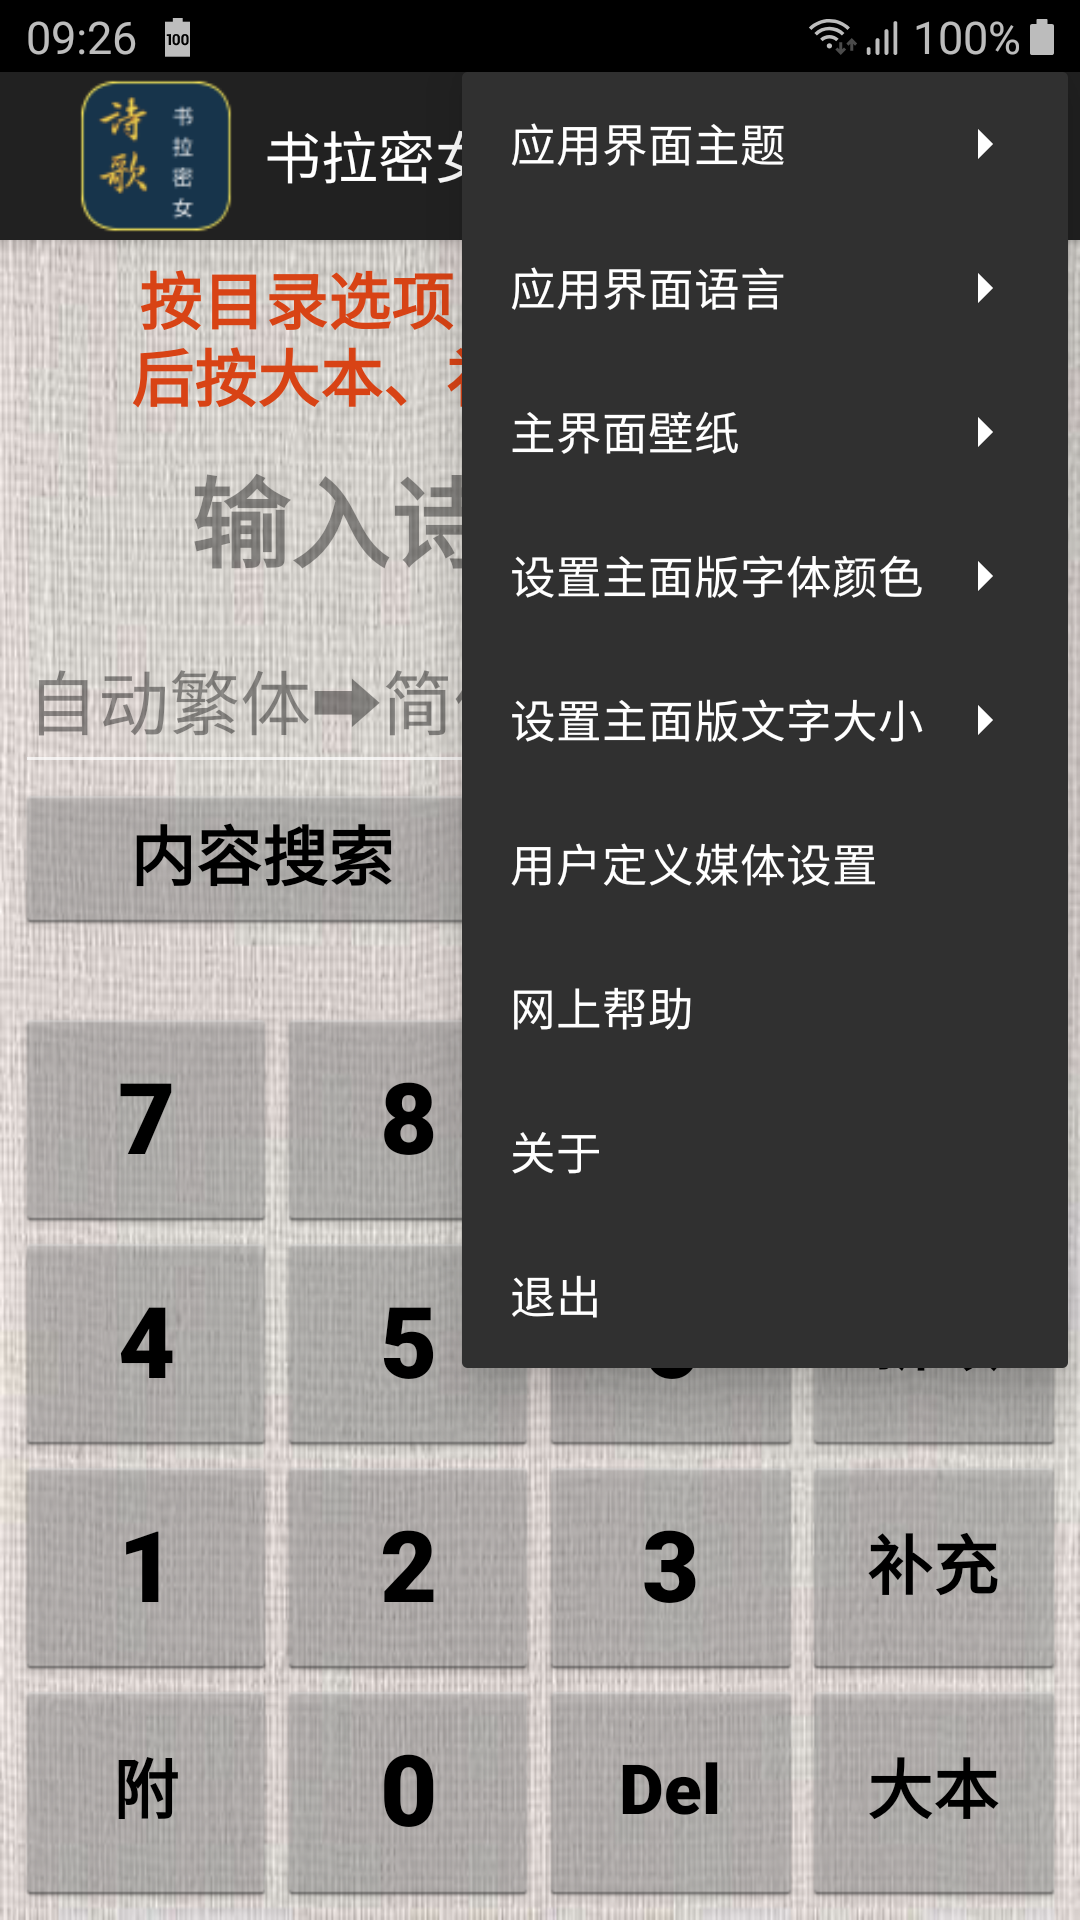 09:26
100
100%
诗歌
书拉密女
书拉密
应用界面主题
应用界面语言
主界面壁纸
设置主面版字体颜色
设置主面版文字大小
用户定义媒体设置
网上帮助
关于
退出
按目录选项
后按大本、
输入
自动繁体➡简
内容搜索
7
8
4
5
1
2
3
补充
附
0
Del
大本